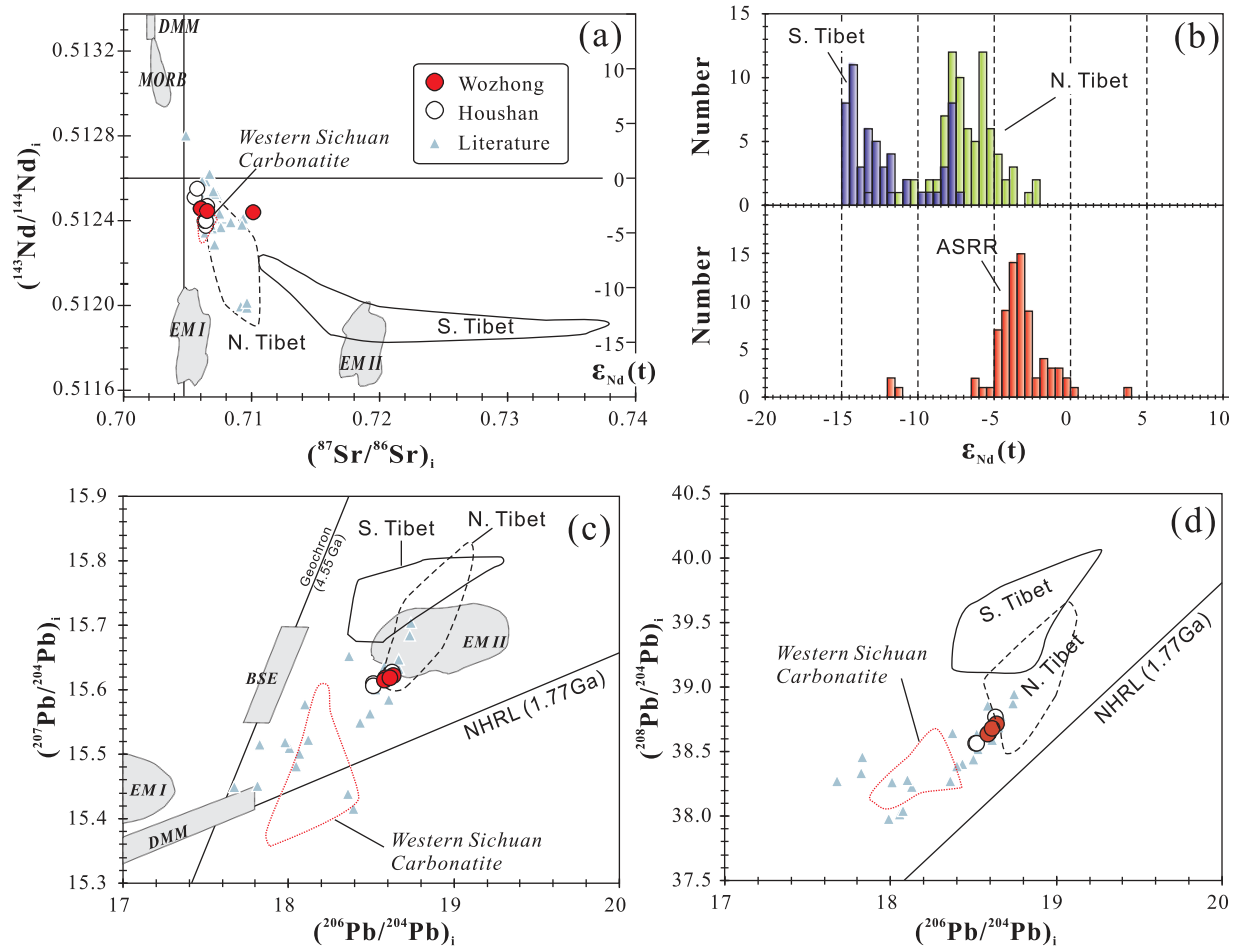 (a)
DMM
MORB
Wozhong
Houshan
Literature
Western Sichuan
Carbonatite
EM I
N. Tibet
EM II
S. Tibet
0.5132
0.5128
0.5124
0.5120
0.5116
(¹⁴³Nd/¹⁴⁴Nd)ᵢ
10
5
0
-5
-10
-15
ε_Nd(t)
0.70
0.71
0.72
0.73
0.74
(⁸⁷Sr/⁸⁶Sr)ᵢ
(b)
15
10
5
0
Number
S. Tibet
N. Tibet
15
10
5
0
Number
ASRR
-20
-15
-10
-5
0
5
10
ε_Nd(t)
(c)
15.9
15.8
15.7
15.6
15.5
15.4
15.3
(²⁰⁷Pb/²⁰⁴Pb)ᵢ
Geochron
(4.55 Ga)
S. Tibet
N. Tibet
EM II
BSE
NHRL (1.77Ga)
EM I
DMM
Western Sichuan
Carbonatite
17
18
19
20
(²⁰⁶Pb/²⁰⁴Pb)ᵢ
(d)
40.5
40.0
39.5
39.0
38.5
38.0
37.5
(²⁰⁸Pb/²⁰⁴Pb)ᵢ
S. Tibet
N. Tibet
Western Sichuan
Carbonatite
NHRL (1.77Ga)
17
18
19
20
(²⁰⁶Pb/²⁰⁴Pb)ᵢ